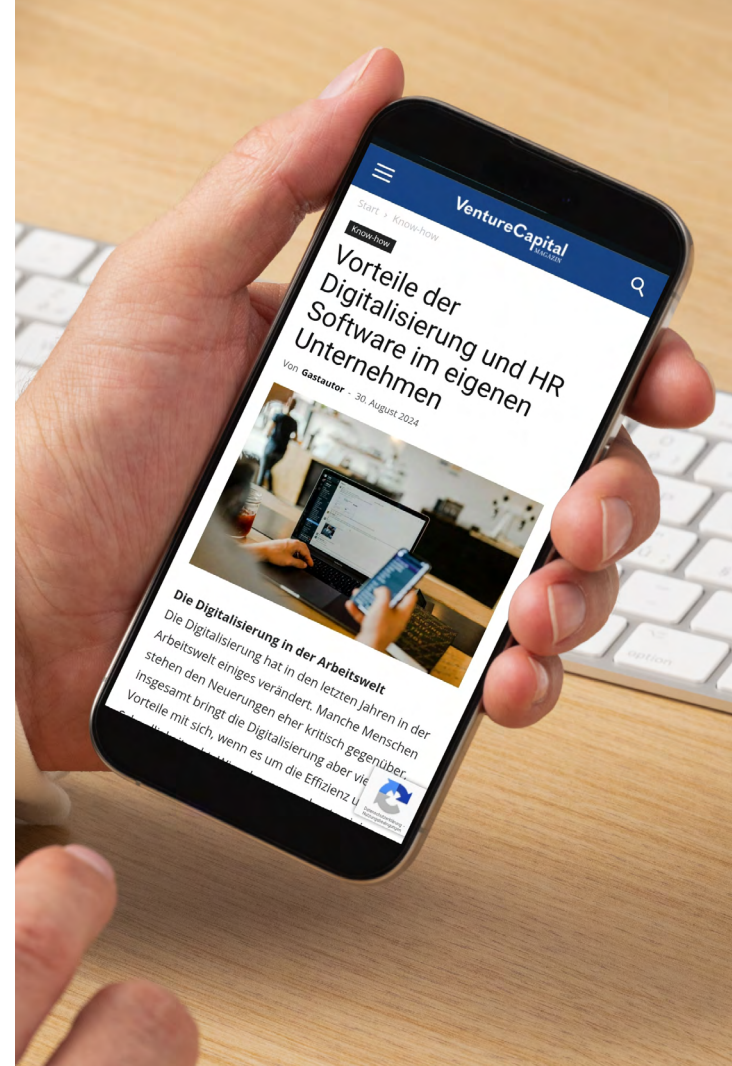 VentureCapital
MAGAZIN
Start > Know-how
Know-how
Vorteile der
Digitalisierung und HR
Software im eigenen
Unternehmen
Von Gastautor - 30. August 2024
Die Digitalisierung in der Arbeitswelt
Die Digitalisierung hat in den letzten Jahren in der
Arbeitswelt einiges verändert. Manche Menschen
stehen den Neuerungen eher kritisch gegenüber.
Insgesamt bringt die Digitalisierung aber
Vorteile mit sich, wenn es um die Effizienz
Datenschutzerklärung -
Nutzungsbedingungen
option